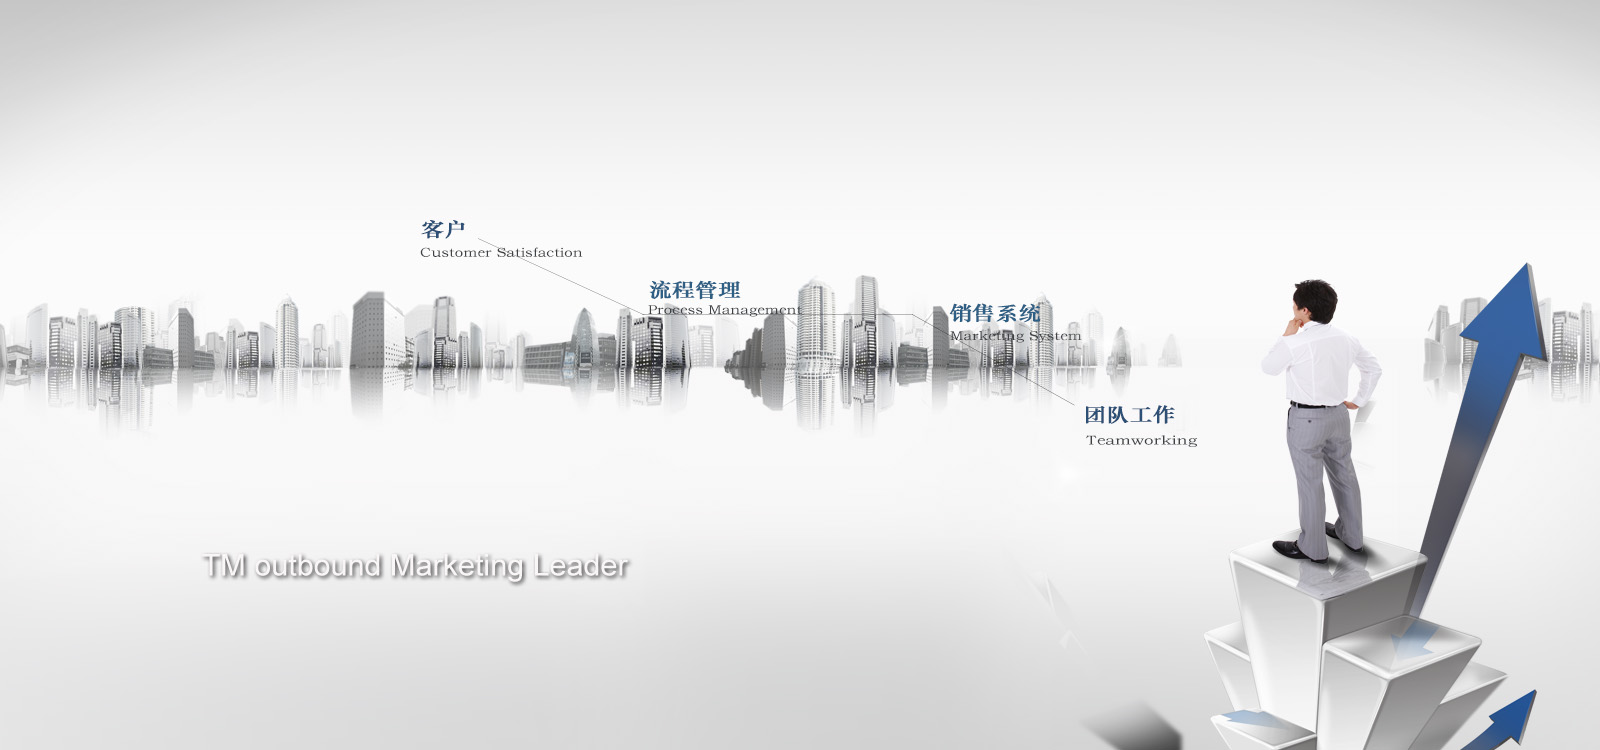 客户
Customer Satisfaction
流程管理
Process Management
销售系统
Marketing System
团队工作
Teamworking
TM outbound Marketing Leader